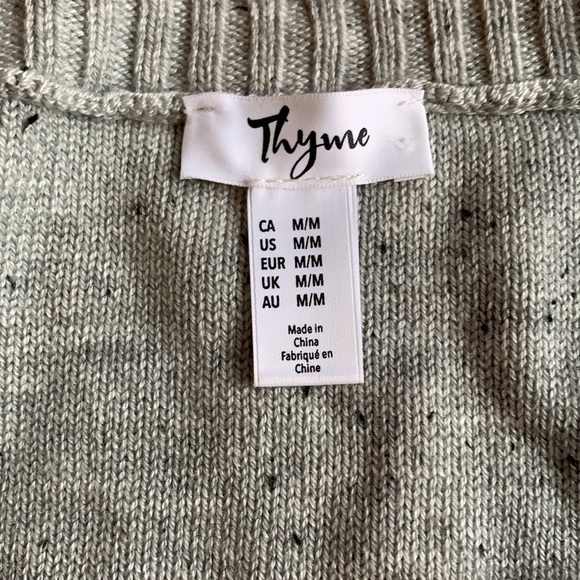 Thyme
CA M/M
US M/M
EUR M/M
UK M/M
AU M/M
Made in
China
Fabriqué en
Chine